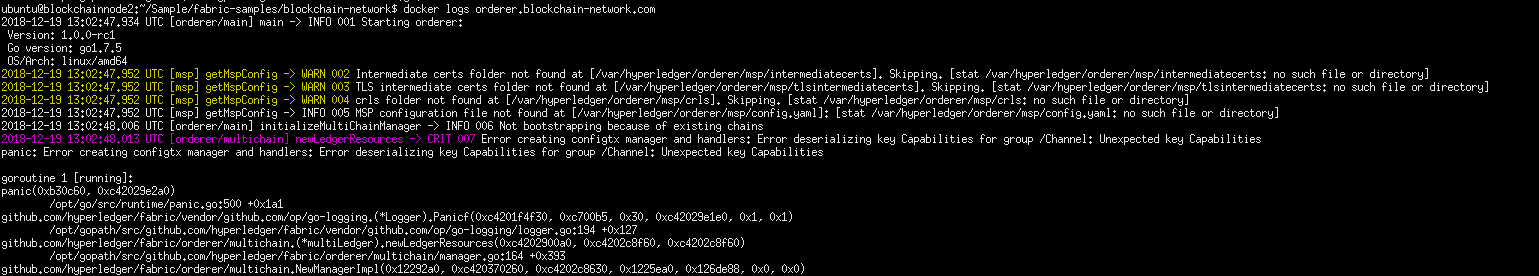 ubuntu@blockchainnode2:~/Sample/fabric-samples/blockchain-network$ docker logs orderer.blockchain-network.com
2018-12-19 13:02:47.934 UTC [orderer/main] main -> INFO 001 Starting orderer:
Version: 1.0.0-rc1
Go version: go1.7.5
OS/Arch: linux/amd64
2018-12-19 13:02:47.952 UTC [msp] getMspConfig -> WARN 002 Intermediate certs folder not found at [/var/hyperledger/orderer/msp/intermediatecerts]. Skipping. [stat /var/hyperledger/orderer/msp/intermediatecerts: no such file or directory]
2018-12-19 13:02:47.952 UTC [msp] getMspConfig -> WARN 003 TLS intermediate certs folder not found at [/var/hyperledger/orderer/msp/tlsintermediatecerts]. Skipping. [stat /var/hyperledger/orderer/msp/tlsintermediatecerts: no such file or directory]
2018-12-19 13:02:47.952 UTC [msp] getMspConfig -> WARN 004 crls folder not found at [/var/hyperledger/orderer/msp/crls]. Skipping. [stat /var/hyperledger/orderer/msp/crls: no such file or directory]
2018-12-19 13:02:47.952 UTC [msp] getMspConfig -> INFO 005 MSP configuration file not found at [/var/hyperledger/orderer/msp/config.yaml]: [stat /var/hyperledger/orderer/msp/config.yaml: no such file or directory]
2018-12-19 13:02:48.006 UTC [orderer/main] initializeMultiChainManager -> INFO 006 Not bootstrapping because of existing chains
2018-12-19 13:02:48.013 UTC [orderer/multichain] newLedgerResources -> CRIT 007 Error creating configtx manager and handlers: Error deserializing key Capabilities for group /Channel: Unexpected key Capabilities
panic: Error creating configtx manager and handlers: Error deserializing key Capabilities for group /Channel: Unexpected key Capabilities
goroutine 1 [running]:
panic(0xb30c60, 0xc42029e2a0)
/opt/go/src/runtime/panic.go:500 +0x1a1
github.com/hyperledger/fabric/vendor/github.com/op/go-logging.(*Logger).Panicf(0xc4201f4f30, 0xc700b5, 0x30, 0xc42029e1e0, 0x1, 0x1)
/opt/gopath/src/github.com/hyperledger/fabric/vendor/github.com/op/go-logging/logger.go:194 +0x127
github.com/hyperledger/fabric/orderer/multichain.(*multiLedger).newLedgerResources(0xc4202900a0, 0xc4202c8f60, 0xc4202c8f60)
/opt/gopath/src/github.com/hyperledger/fabric/orderer/multichain/manager.go:164 +0x393
github.com/hyperledger/fabric/orderer/multichain.NewManagerImpl(0x12292a0, 0xc420370260, 0xc4202c8630, 0x1225ea0, 0x126de88, 0x0, 0x0)